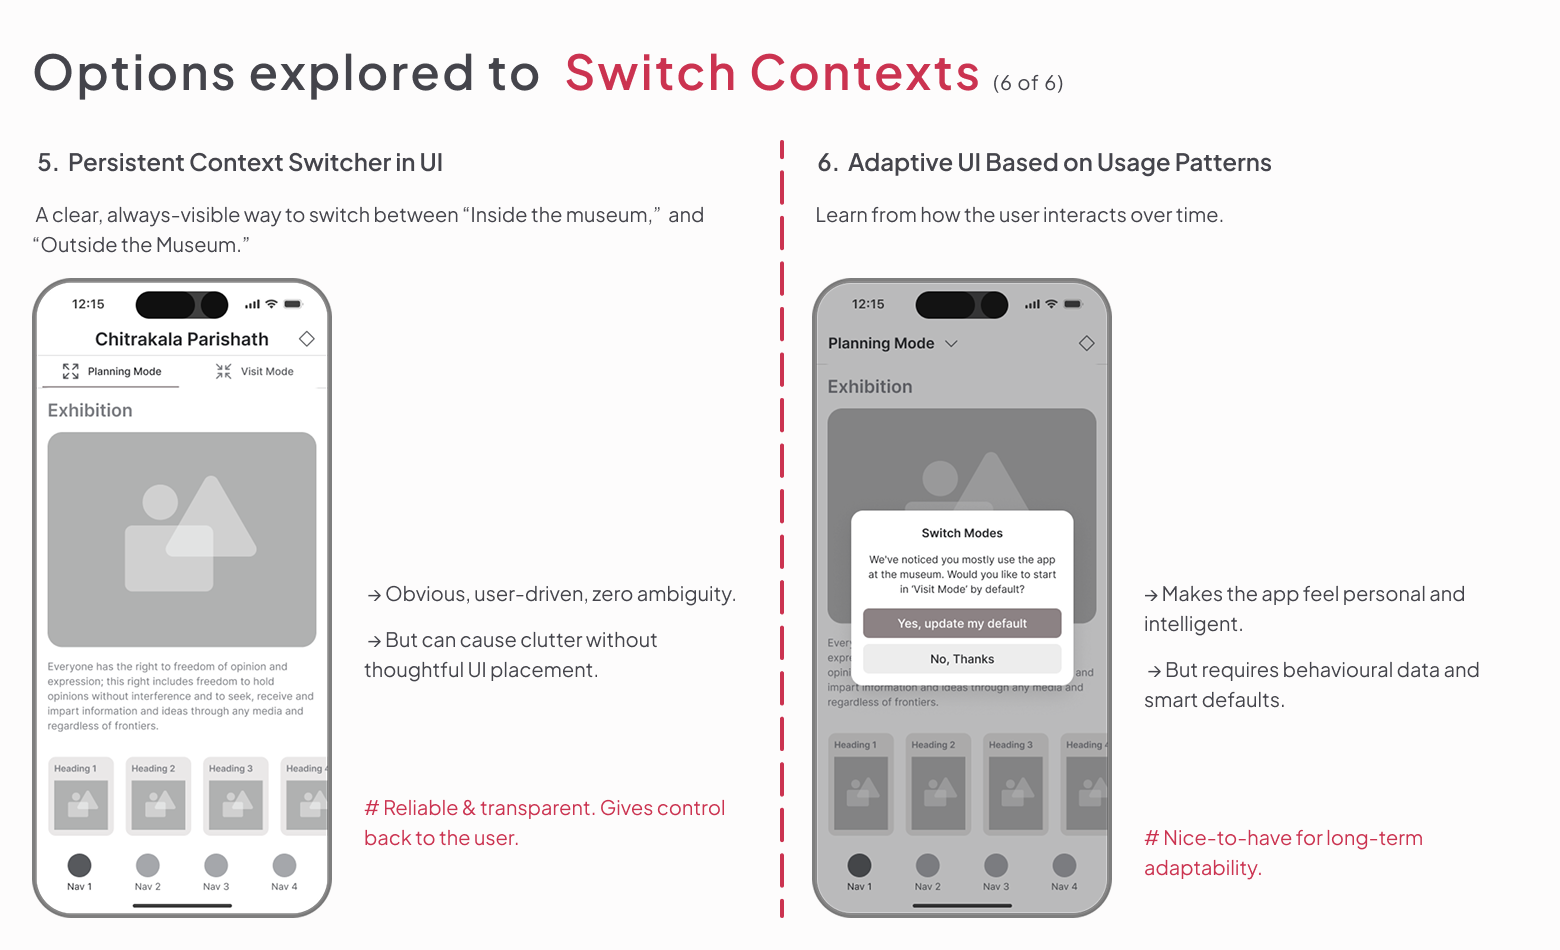 Options explored to Switch Contexts (6 of 6)
5. Persistent Context Switcher in UI
A clear, always-visible way to switch between “Inside the museum,” and
“Outside the Museum.”
12:15
Chitrakala Parishath
Planning Mode
Visit Mode
Exhibition
Everyone has the right to freedom of opinion and
expression; this right includes freedom to hold
opinions without interference and to seek, receive and
impart information and ideas through any media and
regardless of frontiers.
Heading 1
Heading 2
Heading 3
Heading 4
Nav 1
Nav 2
Nav 3
Nav 4
→ Obvious, user-driven, zero ambiguity.
→ But can cause clutter without
thoughtful UI placement.
# Reliable & transparent. Gives control
back to the user.
6. Adaptive UI Based on Usage Patterns
Learn from how the user interacts over time.
12:15
Planning Mode
Exhibition
Switch Modes
We've noticed you mostly use the app
at the museum. Would you like to start
in ‘Visit Mode’ by default?
Yes, update my default
No, Thanks
and
impart information and ideas through any media and
regardless of frontiers.
Heading 1
Heading 2
Heading 3
Heading 4
Nav 1
Nav 2
Nav 3
Nav 4
→ Makes the app feel personal and
intelligent.
→ But requires behavioural data and
smart defaults.
# Nice-to-have for long-term
adaptability.